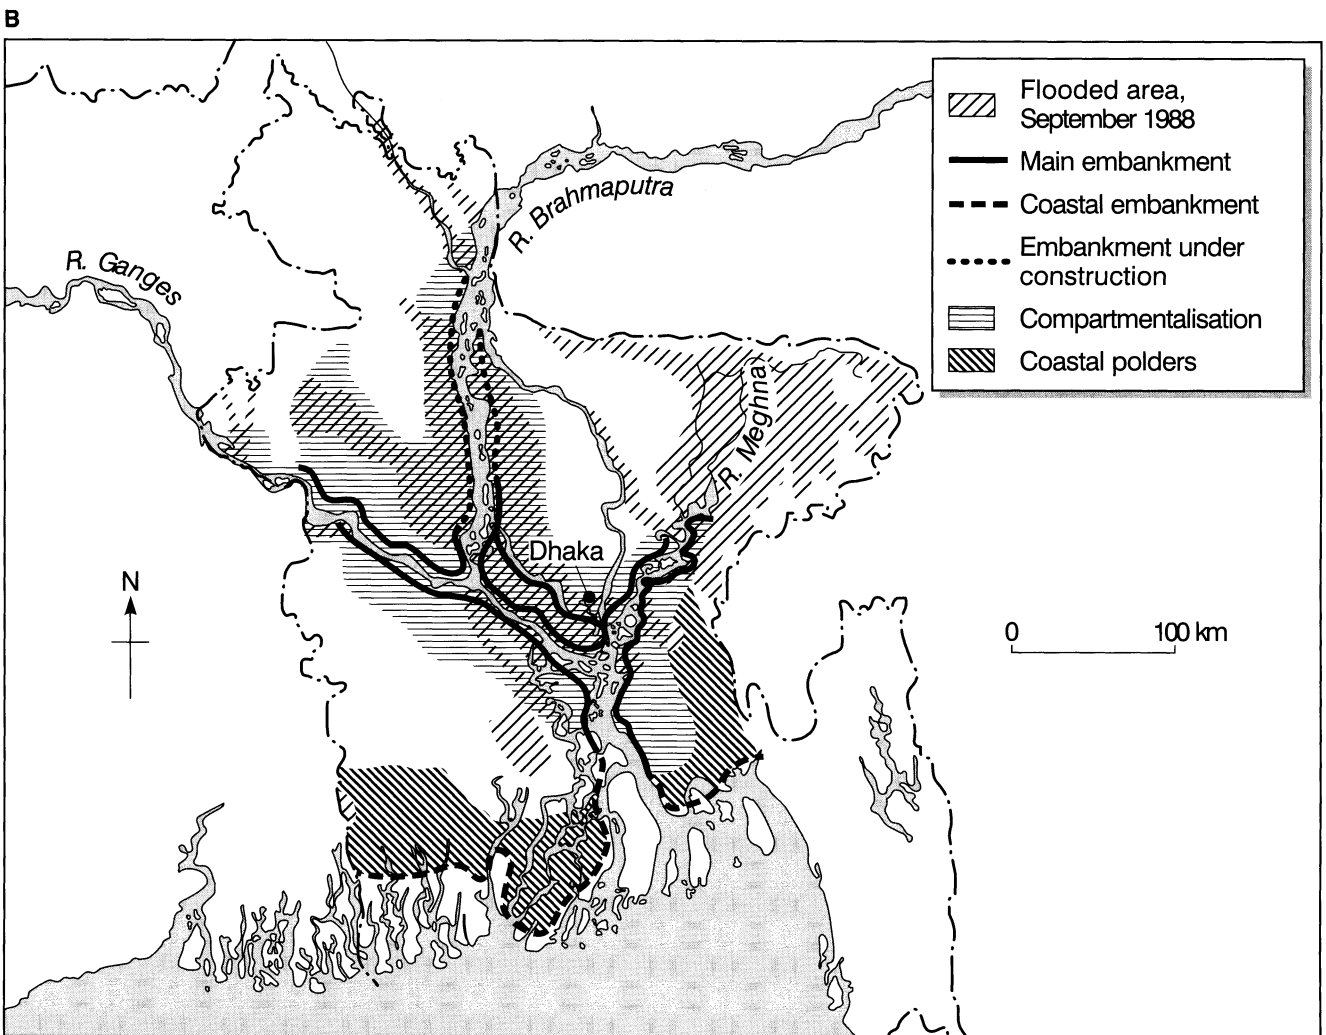 B
Flooded area,
September 1988
Main embankment
Coastal embankment
Embankment under
construction
Compartmentalisation
Coastal polders
R. Brahmaputra
R. Ganges
R. Meghna
Dhaka
N
0 100 km